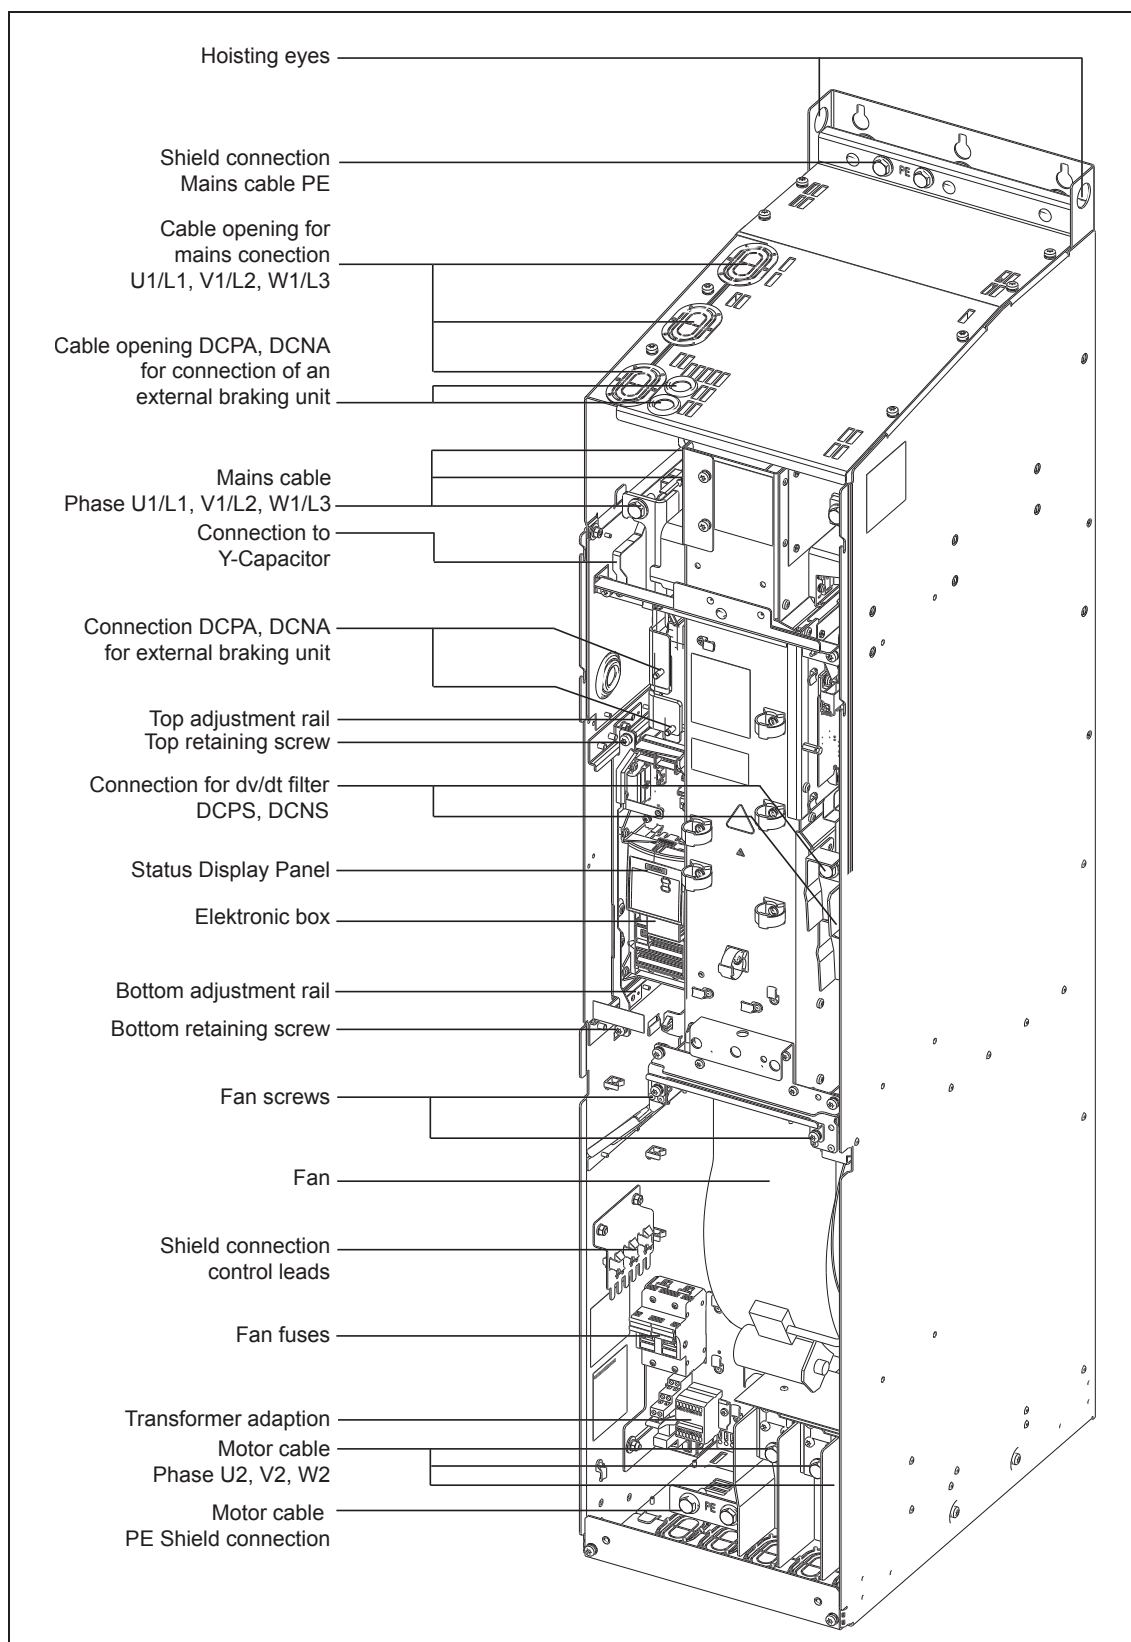 Hoisting eyes
Shield connection
Mains cable PE
PE
Cable opening for
mains conection
U1/L1, V1/L2, W1/L3
Cable opening DCPA, DCNA
for connection of an
external braking unit
Mains cable
Phase U1/L1, V1/L2, W1/L3
Connection to
Y-Capacitor
Connection DCPA, DCNA
for external braking unit
Top adjustment rail
Top retaining screw
Connection for dv/dt filter
DCPS, DCNS
Status Display Panel
Elektronic box
Bottom adjustment rail
Bottom retaining screw
Fan screws
Fan
Shield connection
control leads
Fan fuses
Transformer adaption
Motor cable
Phase U2, V2, W2
Motor cable
PE Shield connection
PE